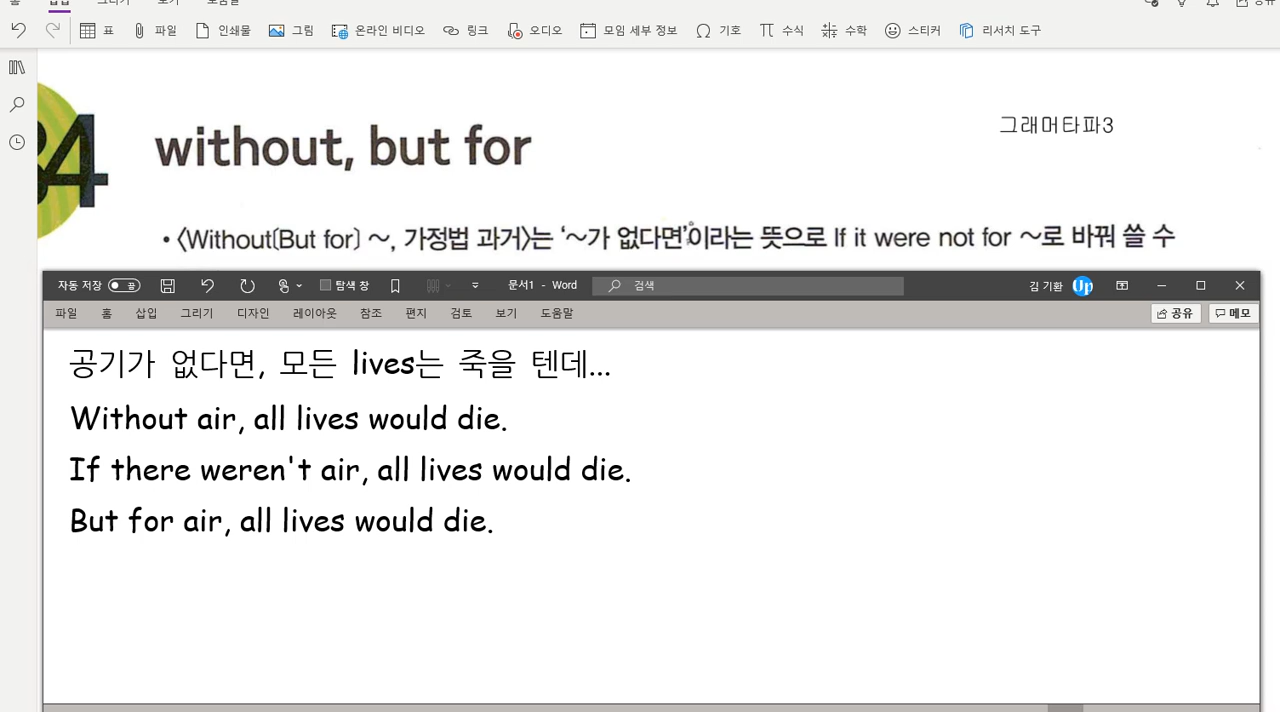 표 파일 인쇄물 그림 온라인 비디오 링크 오디오 모임 세부 정보 기호 수식 수학 스티커 리서치 도구
34
without, but for
그래머타파3
• 〈Without(But for) ~, 가정법 과거〉는 ‘~가 없다면’이라는 뜻으로 If it were not for ~로 바꿔 쓸 수
자동 저장 끔 탐색 창 문서1 - Word 검색 김 기환 Up
파일 홈 삽입 그리기 디자인 레이아웃 참조 편지 검토 보기 도움말 공유 메모
공기가 없다면, 모든 lives는 죽을 텐데...
Without air, all lives would die.
If there weren't air, all lives would die.
But for air, all lives would die.